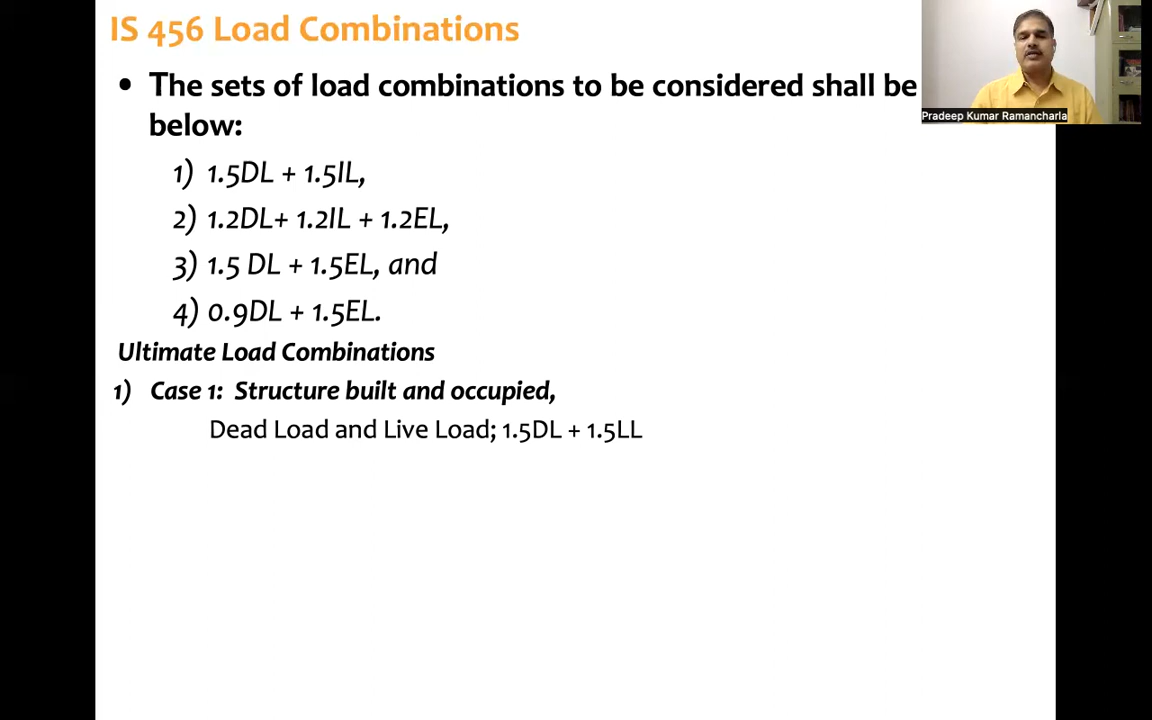 IS 456 Load Combinations
• The sets of load combinations to be considered shall be
below:
1) 1.5DL + 1.5IL,
2) 1.2DL+ 1.2IL + 1.2EL,
3) 1.5 DL + 1.5EL, and
4) 0.9DL + 1.5EL.
Ultimate Load Combinations
1) Case 1: Structure built and occupied,
Dead Load and Live Load; 1.5DL + 1.5LL
Pradeep Kumar Ramancharla